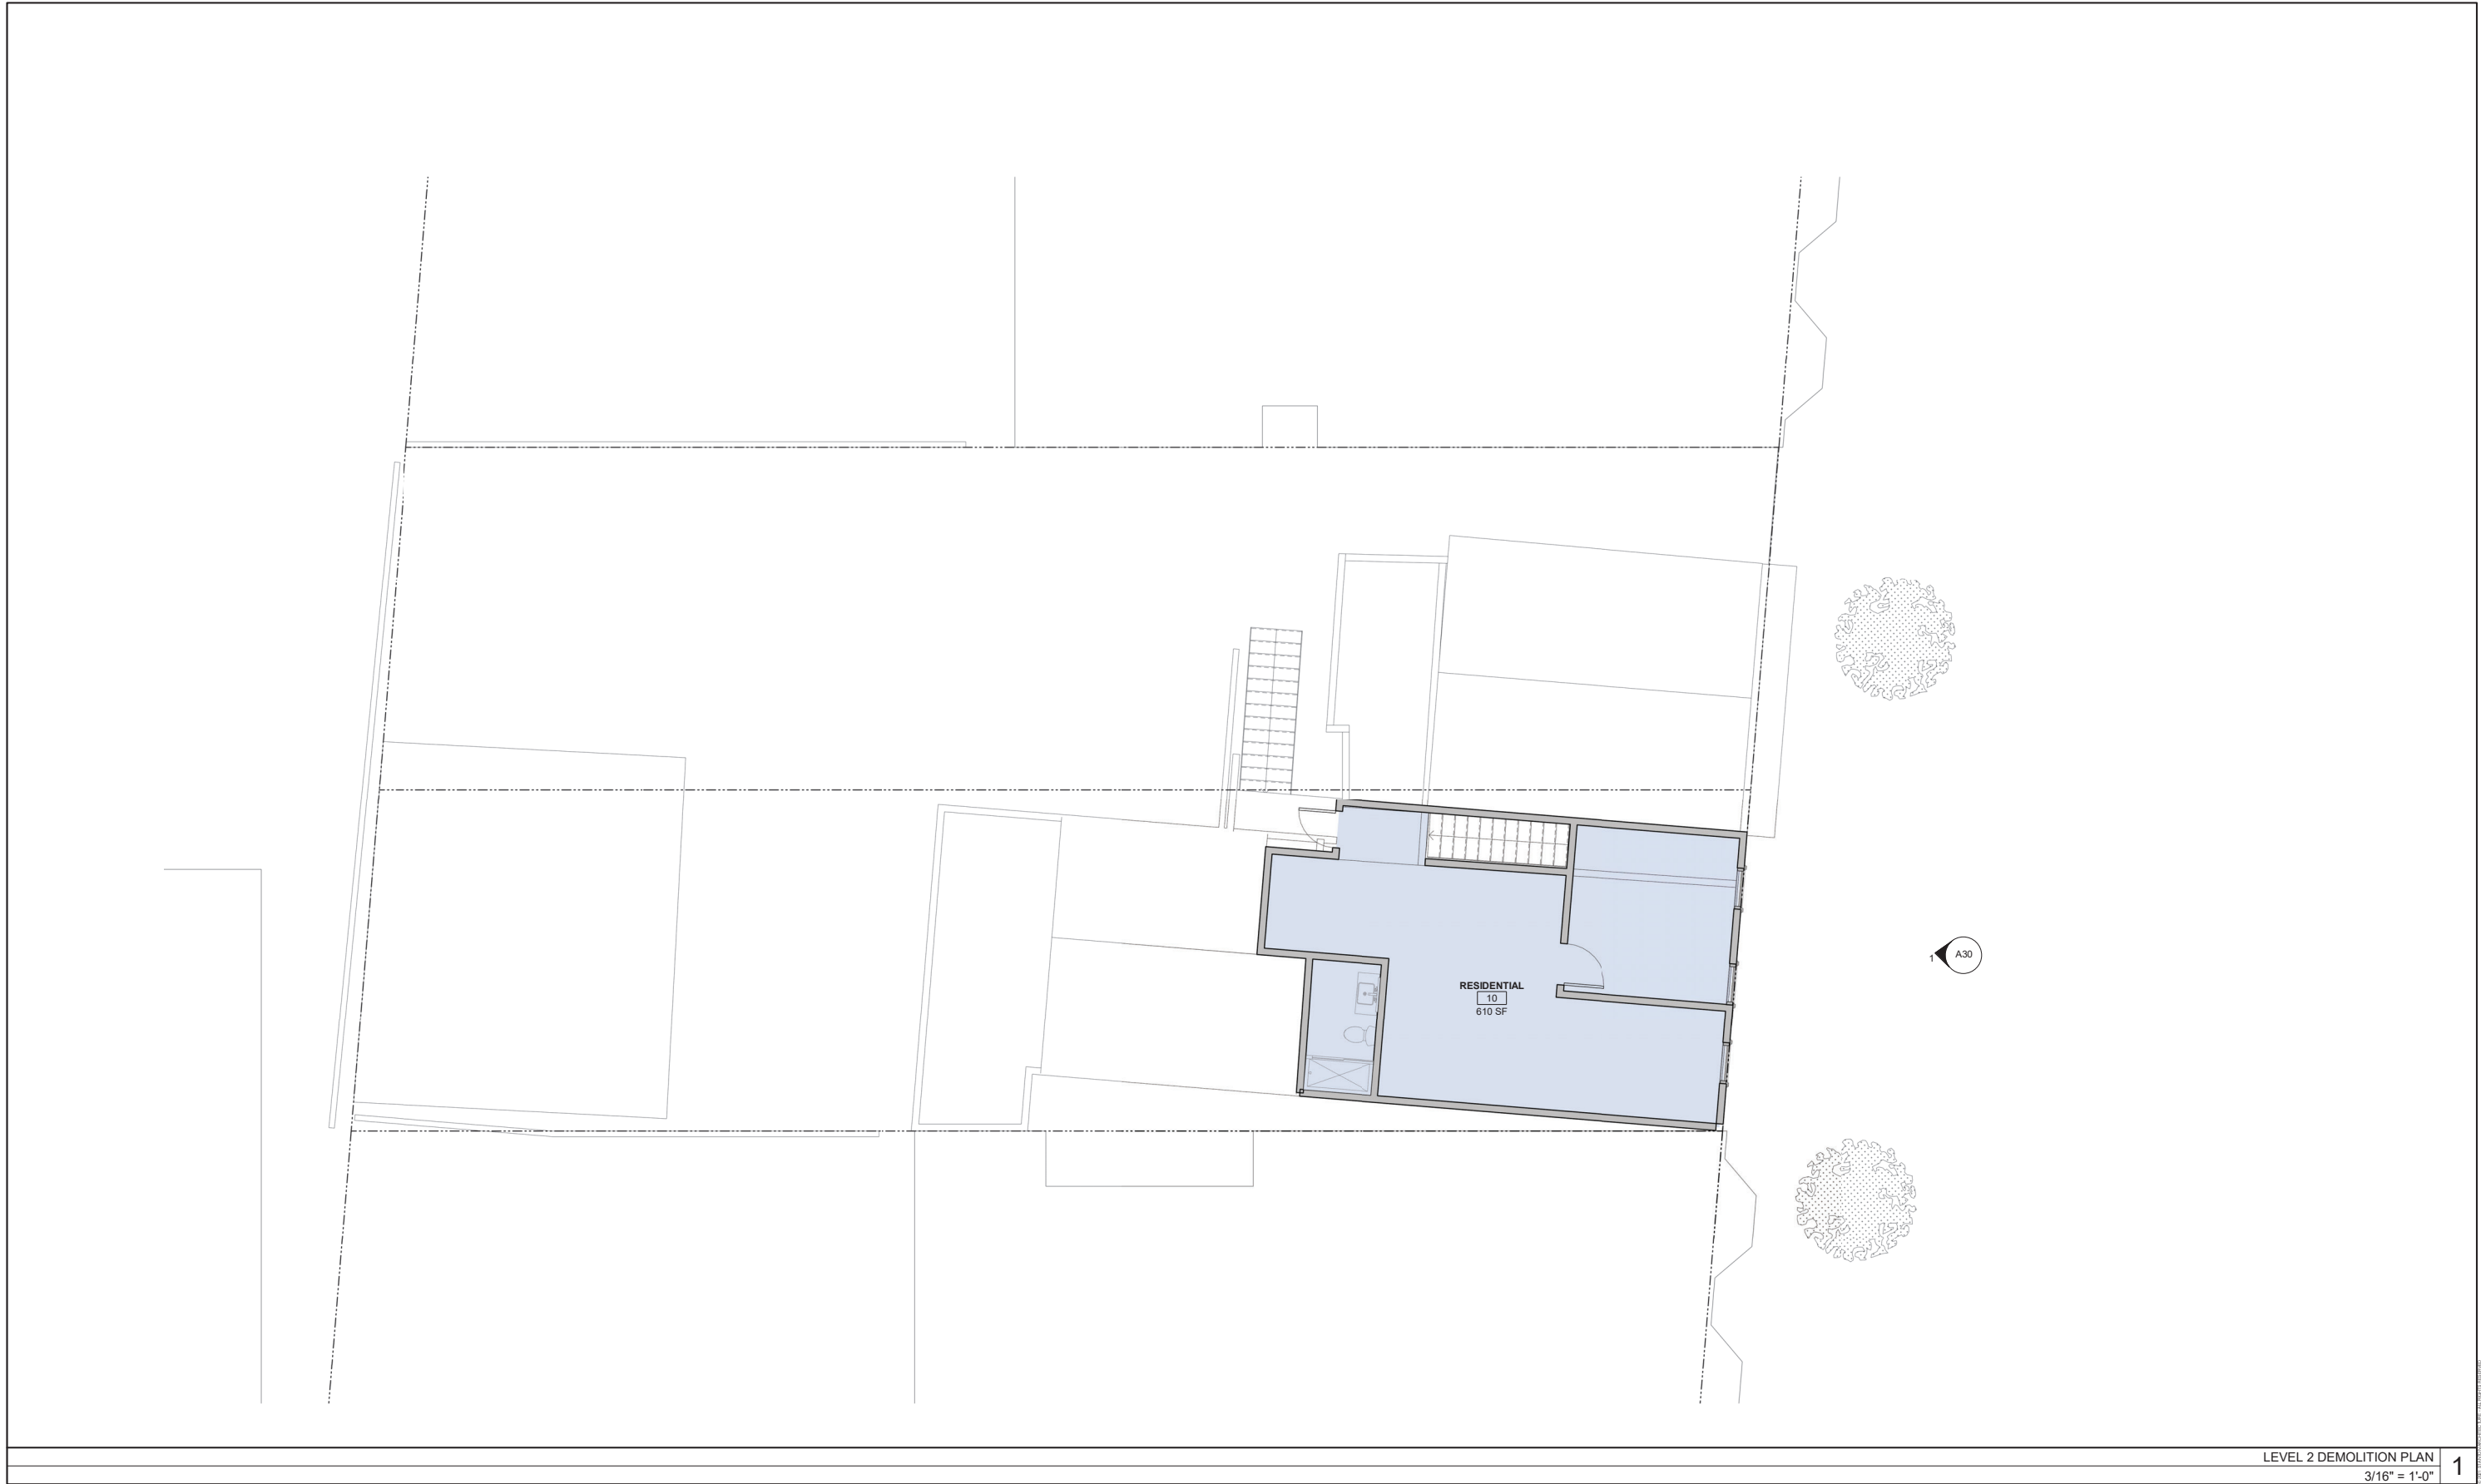 RESIDENTIAL
10
610 SF
1
A30
LEVEL 2 DEMOLITION PLAN
3/16" = 1'-0"
1